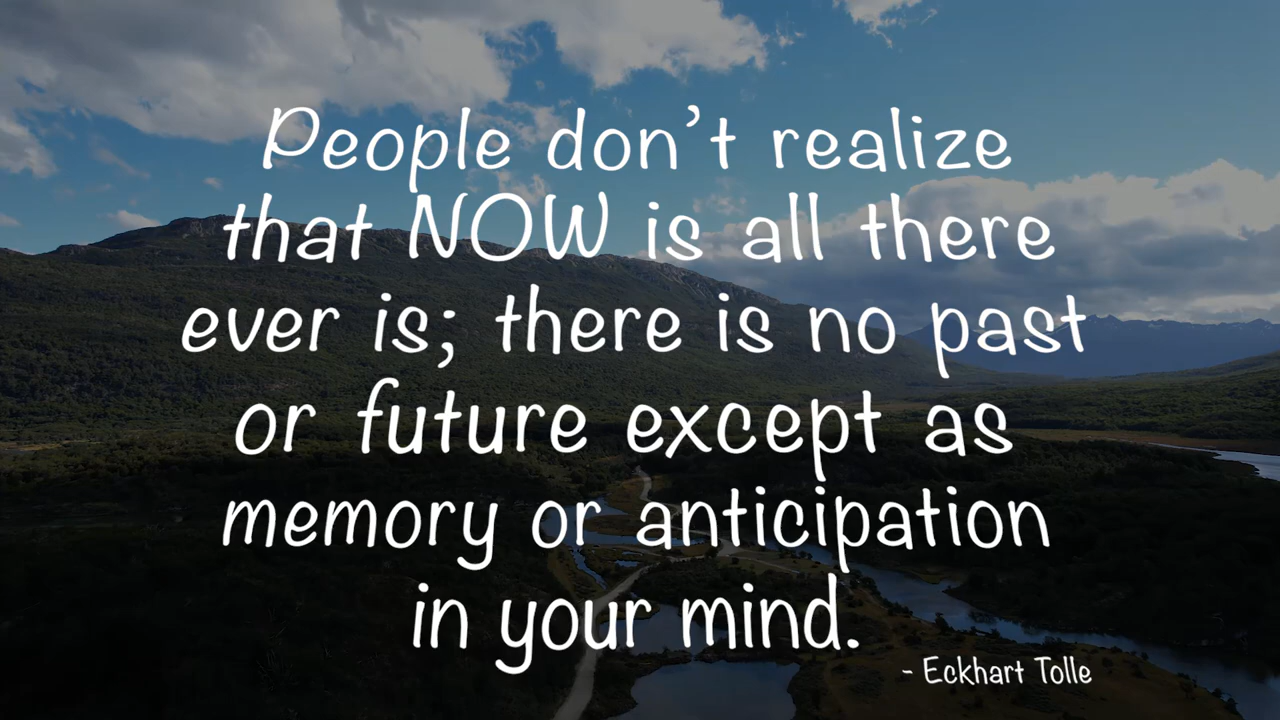 People don’t realize
that NOW is all there
ever is; there is no past
or future except as
memory or anticipation
in your mind.
- Eckhart Tolle